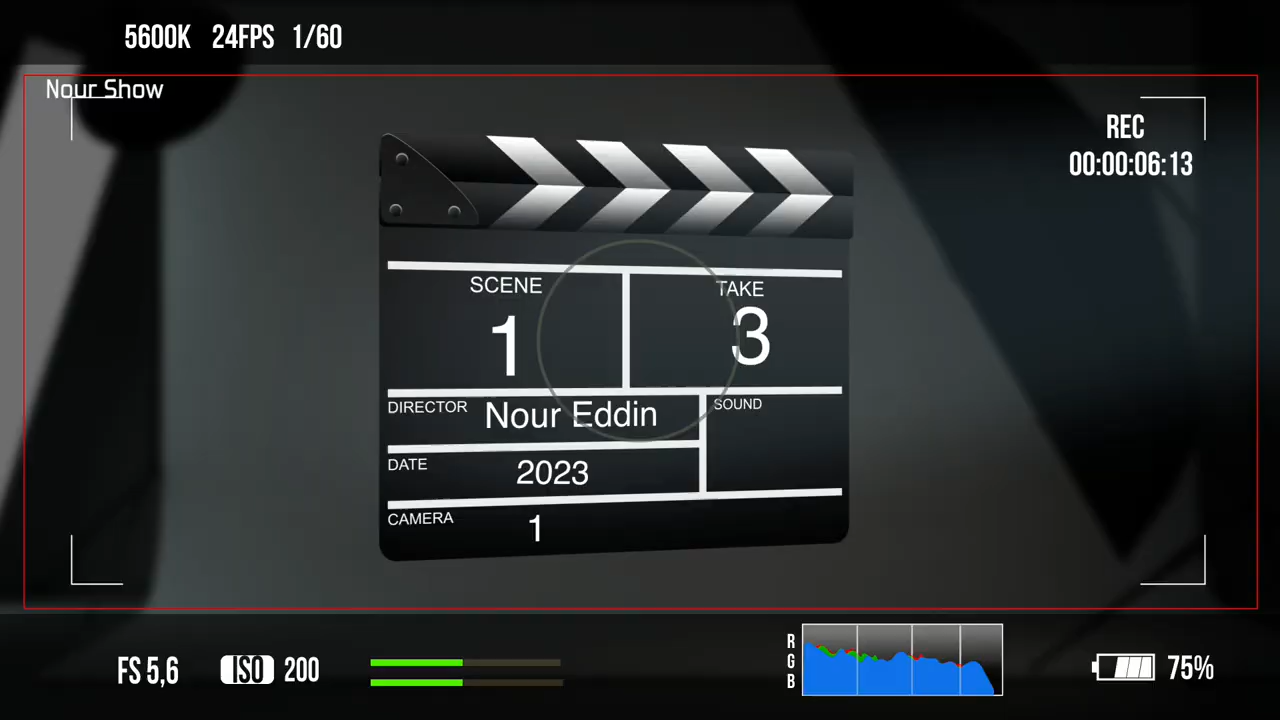 5600K 24FPS 1/60
Nour Show
REC
00:00:06:13
SCENE
1
TAKE
3
DIRECTOR Nour Eddin
SOUND
DATE 2023
CAMERA 1
FS 5,6 ISO 200
R
G
B
75%